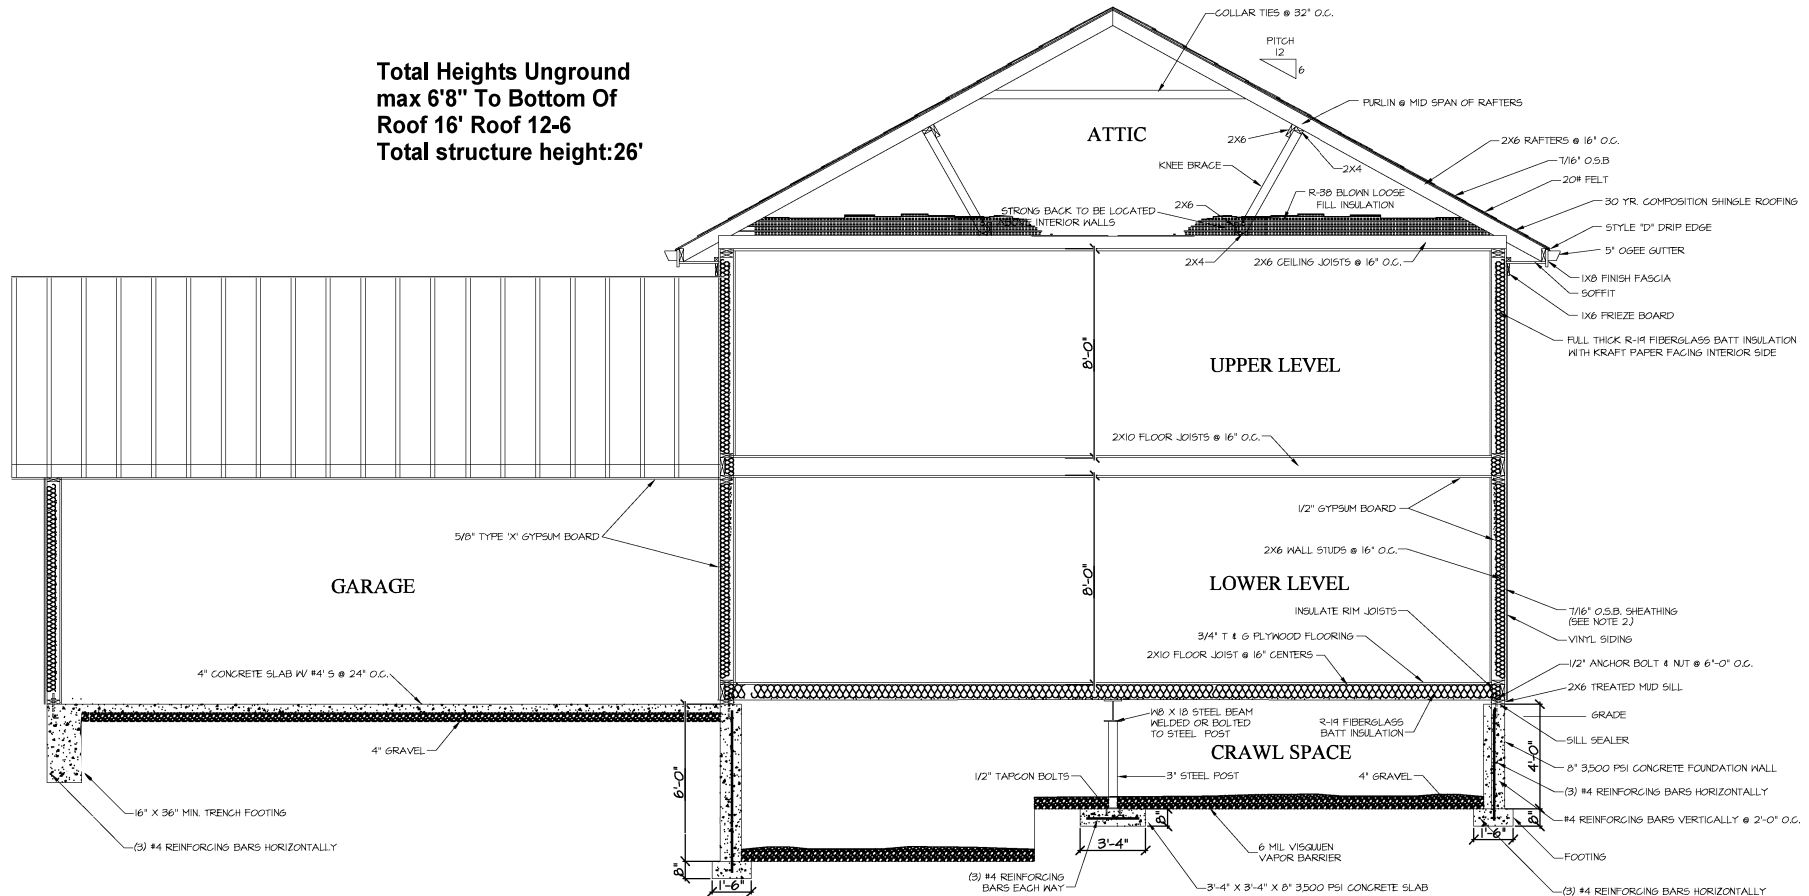 Total Heights Unground
max 6'8" To Bottom Of
Roof 16' Roof 12-6
Total structure height:26'
COLLAR TIES @ 32" O.C.
PITCH
12
6
PURLIN @ MID SPAN OF RAFTERS
ATTIC
2X6
2X6 RAFTERS @ 16" O.C.
7/16" O.S.B
KNEE BRACE
2X4
20# FELT
R-38 BLOWN LOOSE
FILL INSULATION
2X6
30 YR. COMPOSITION SHINGLE ROOFING
STRONG BACK TO BE LOCATED
ABOVE INTERIOR WALLS
STYLE "D" DRIP EDGE
5" OGEE GUTTER
2X4
2X6 CEILING JOISTS @ 16" O.C.
1X8 FINISH FASCIA
SOFFIT
1X6 FRIEZE BOARD
FULL THICK R-19 FIBERGLASS BATT INSULATION
WITH KRAFT PAPER FACING INTERIOR SIDE
8'-0"
UPPER LEVEL
2X10 FLOOR JOISTS @ 16" O.C.
1/2" GYPSUM BOARD
5/8" TYPE 'X' GYPSUM BOARD
2X6 WALL STUDS @ 16" O.C.
GARAGE
8'-0"
LOWER LEVEL
INSULATE RIM JOISTS
7/16" O.S.B. SHEATHING
(SEE NOTE 2.)
3/4" T & G PLYWOOD FLOORING
VINYL SIDING
2X10 FLOOR JOIST @ 16" CENTERS
1/2" ANCHOR BOLT & NUT @ 6'-0" O.C.
4" CONCRETE SLAB W/ #4' S @ 24" O.C.
2X6 TREATED MUD SILL
W8 X 18 STEEL BEAM
WELDED OR BOLTED
TO STEEL POST
R-19 FIBERGLASS
BATT INSULATION
GRADE
SILL SEALER
4" GRAVEL
CRAWL SPACE
4'-0"
8" 3,500 PSI CONCRETE FOUNDATION WALL
1/2" TAPCON BOLTS
3" STEEL POST
4" GRAVEL
(3) #4 REINFORCING BARS HORIZONTALLY
6'-0"
16" X 36" MIN. TRENCH FOOTING
8"
8"
#4 REINFORCING BARS VERTICALLY @ 2'-0" O.C.
1'-6"
3'-4"
(3) #4 REINFORCING BARS HORIZONTALLY
6 MIL VISQUUEN
VAPOR BARRIER
FOOTING
8"
1'-6"
(3) #4 REINFORCING
BARS EACH WAY
3'-4" X 3'-4" X 8" 3,500 PSI CONCRETE SLAB
(3) #4 REINFORCING BARS HORIZONTALLY